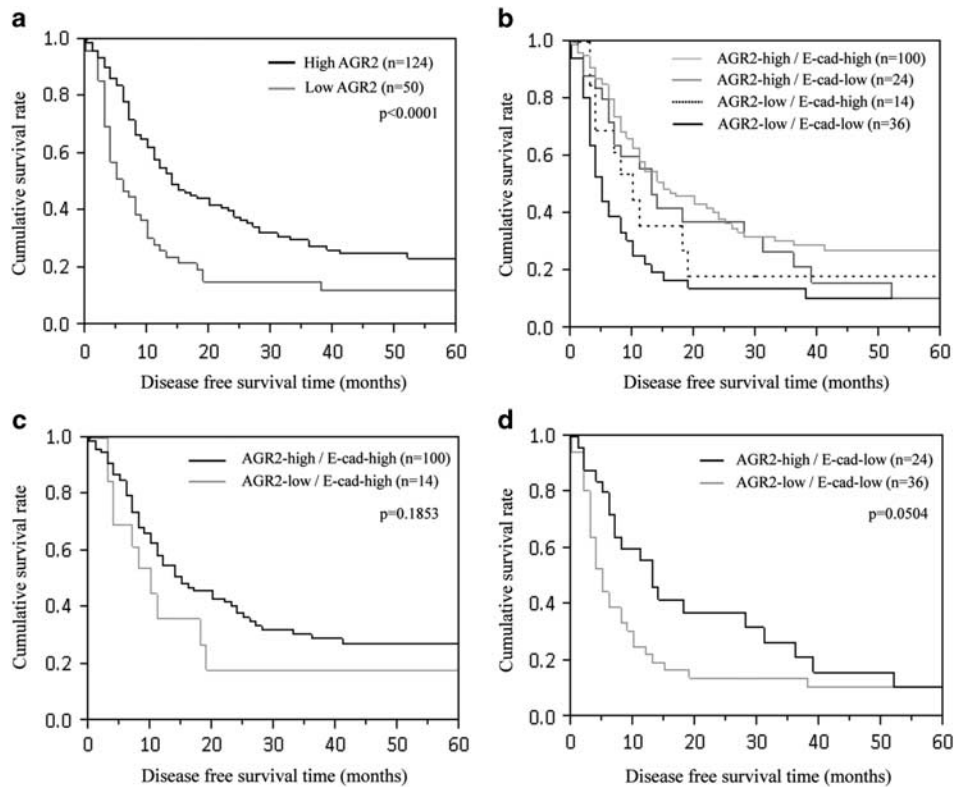 a
High AGR2 (n=124)
Low AGR2 (n=50)
p<0.0001
Cumulative survival rate
1.0
0.8
0.6
0.4
0.2
0.0
0 10 20 30 40 50 60
Disease free survival time (months)
b
AGR2-high / E-cad-high (n=100)
AGR2-high / E-cad-low (n=24)
AGR2-low / E-cad-high (n=14)
AGR2-low / E-cad-low (n=36)
Cumulative survival rate
1.0
0.8
0.6
0.4
0.2
0.0
0 10 20 30 40 50 60
Disease free survival time (months)
c
AGR2-high / E-cad-high (n=100)
AGR2-low / E-cad-high (n=14)
p=0.1853
Cumulative survival rate
1.0
0.8
0.6
0.4
0.2
0 10 20 30 40 50 60
Disease free survival time (months)
d
AGR2-high / E-cad-low (n=24)
AGR2-low / E-cad-low (n=36)
p=0.0504
Cumulative survival rate
1.0
0.8
0.6
0.4
0.2
0.0
0 10 20 30 40 50 60
Disease free survival time (months)